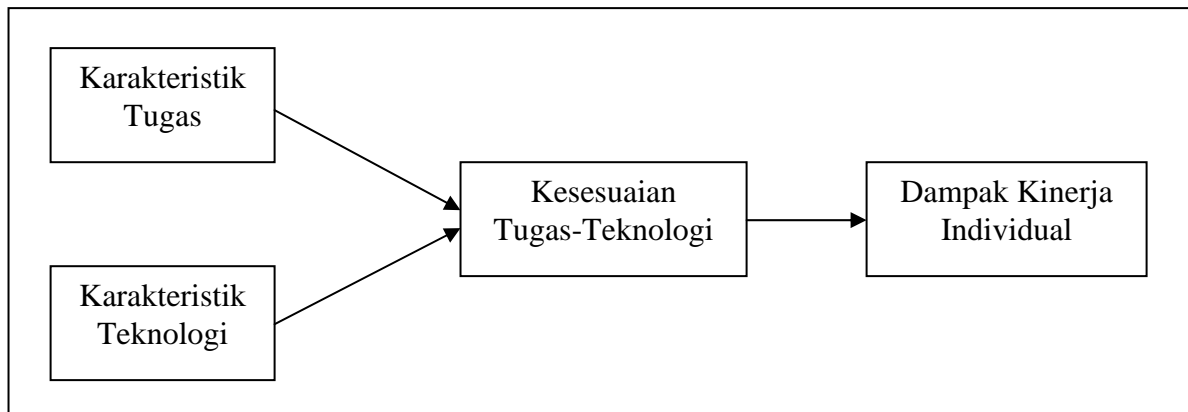 Karakteristik
Tugas
Karakteristik
Teknologi
Kesesuaian
Tugas-Teknologi
Dampak Kinerja
Individual